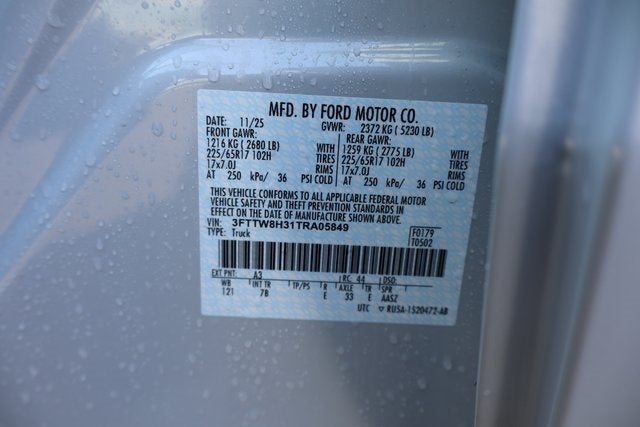 MFD. BY FORD MOTOR CO.
DATE: 11/25 GVWR: 2372 KG ( 5230 LB)
FRONT GAWR: REAR GAWR:
1216 KG ( 2680 LB) WITH 1259 KG ( 2775 LB) WITH
225/65R17 102H TIRES 225/65R17 102H TIRES
17x7.0J RIMS 17x7.0J RIMS
AT 250 kPa/ 36 PSI COLD AT 250 kPa/ 36 PSI COLD
THIS VEHICLE CONFORMS TO ALL APPLICABLE FEDERAL MOTOR
VEHICLE SAFETY AND THEFT PREVENTION STANDARDS IN
EFFECT ON THE DATE OF MANUFACTURE SHOWN ABOVE.
VIN: 3FTTW8H31TRA05849 F0179
TYPE: Truck T0502
EXT PNT: A3 RC: 44 DSO:
WB INT TR TP/PS R AXLE TR SPR
121 7B E 33 E AASZ
UTC ▽ RU5A-1520472-AB